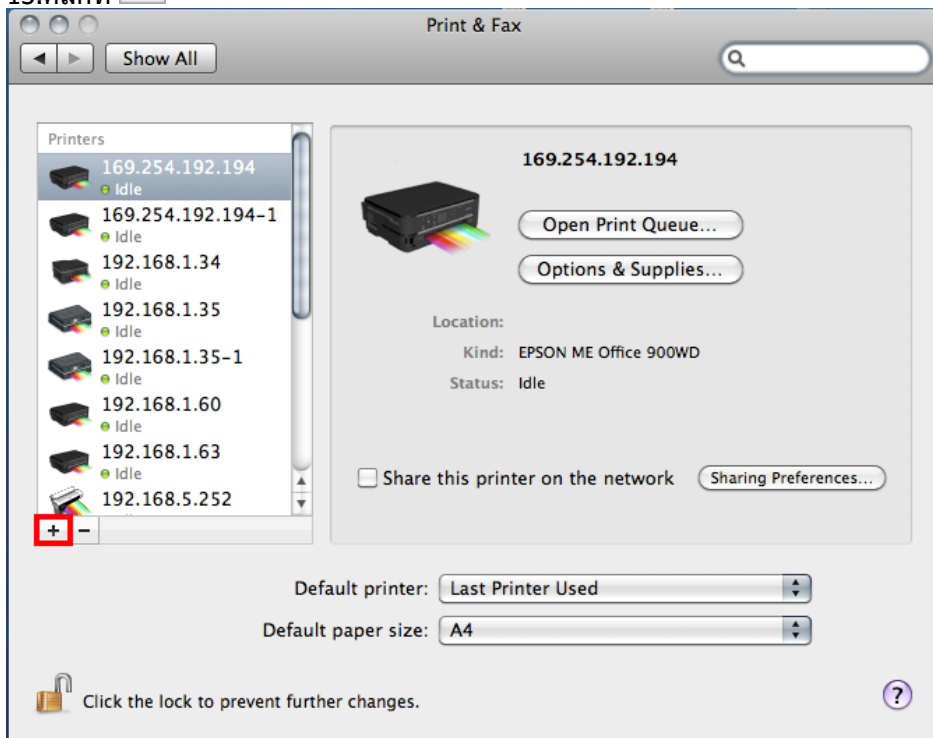 Print & Fax
Show All
Printers
169.254.192.194
Idle
169.254.192.194-1
Idle
192.168.1.34
Idle
192.168.1.35
Idle
192.168.1.35-1
Idle
192.168.1.60
Idle
192.168.1.63
Idle
192.168.5.252
+ −
169.254.192.194
Open Print Queue...
Options & Supplies...
Location:
Kind: EPSON ME Office 900WD
Status: Idle
Share this printer on the network Sharing Preferences...
Default printer: Last Printer Used
Default paper size: A4
Click the lock to prevent further changes.
?